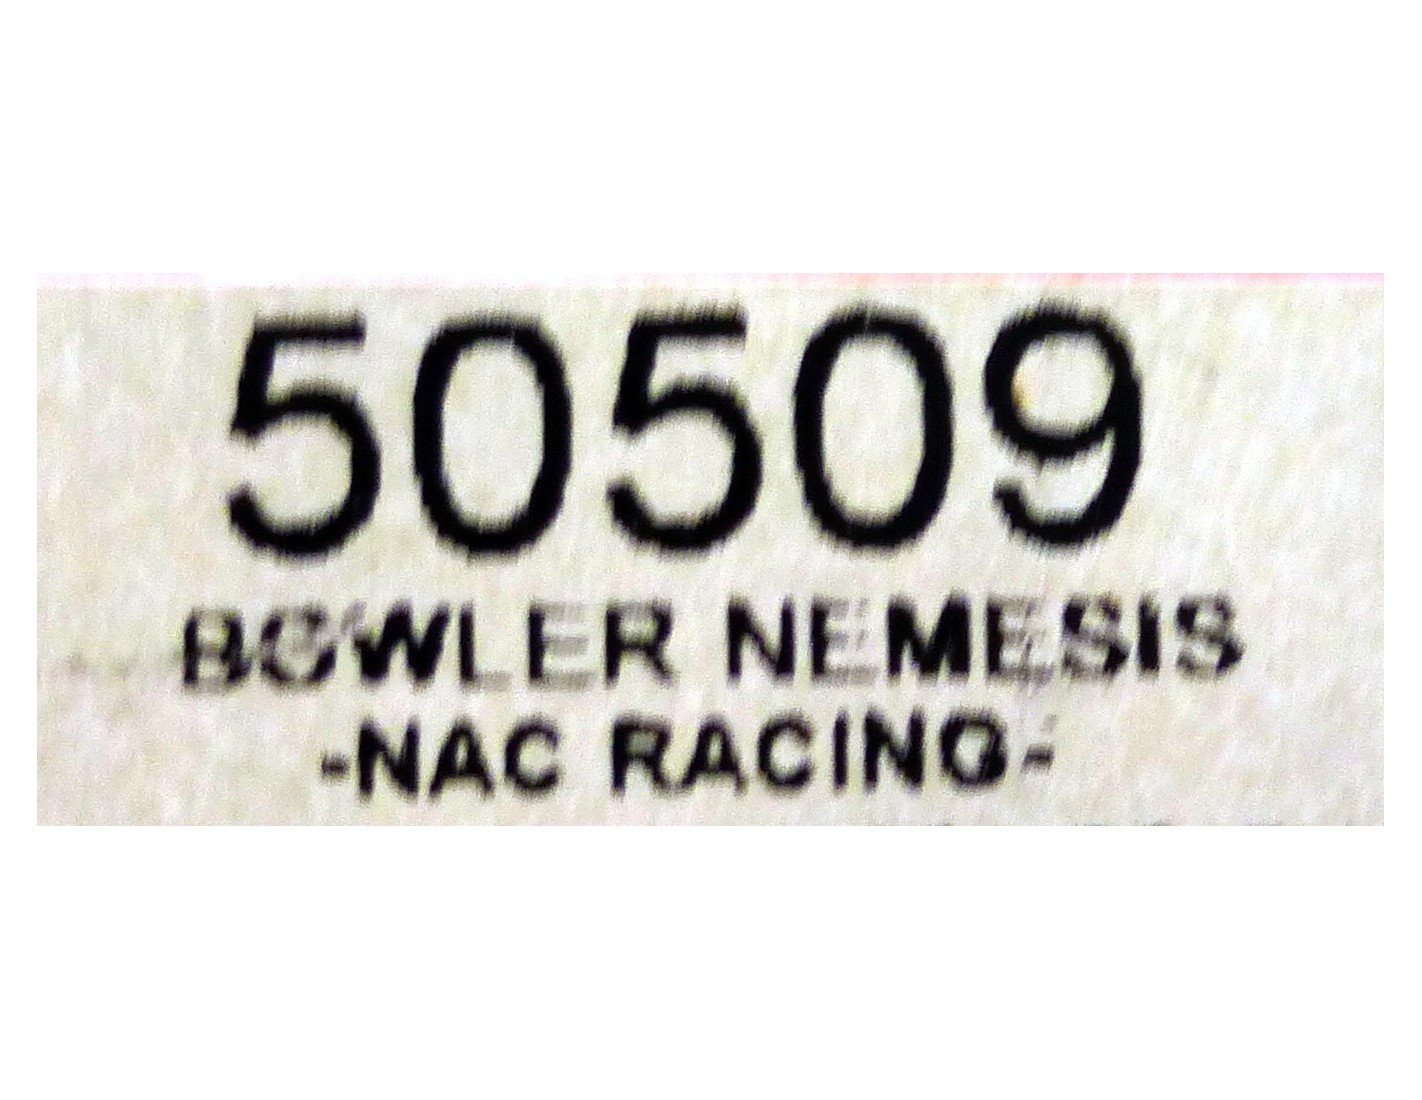 50509
BOWLER NEMESIS
-NAC RACING-